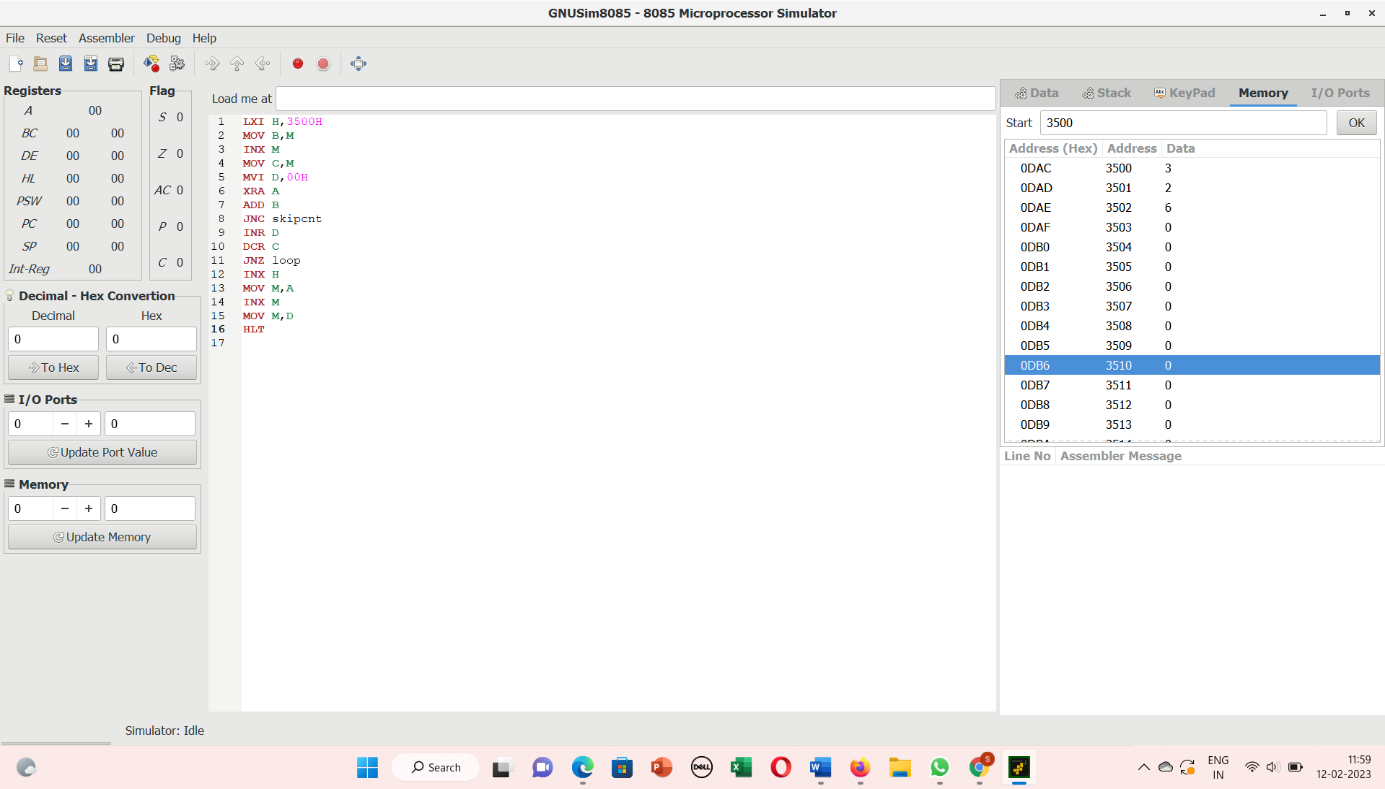 GNUSim8085 - 8085 Microprocessor Simulator
File Reset Assembler Debug Help
Registers
A 00
BC 00 00
DE 00 00
HL 00 00
PSW 00 00
PC 00 00
SP 00 00
Int-Reg 00
Flag
S 0
Z 0
AC 0
P 0
C 0
Decimal - Hex Convertion
Decimal Hex
0 0
To Hex To Dec
I/O Ports
0 − + 0
Update Port Value
Memory
0 − + 0
Update Memory
Load me at
1 LXI H,3500H
2 MOV B,M
3 INX M
4 MOV C,M
5 MVI D,00H
6 XRA A
7 ADD B
8 JNC skipcnt
9 INR D
10 DCR C
11 JNZ loop
12 INX H
13 MOV M,A
14 INX M
15 MOV M,D
16 HLT
17
Data Stack KeyPad Memory I/O Ports
Start 3500 OK
Address (Hex) Address Data
0DAC 3500 3
0DAD 3501 2
0DAE 3502 6
0DAF 3503 0
0DB0 3504 0
0DB1 3505 0
0DB2 3506 0
0DB3 3507 0
0DB4 3508 0
0DB5 3509 0
0DB6 3510 0
0DB7 3511 0
0DB8 3512 0
0DB9 3513 0
Line No Assembler Message
Simulator: Idle
Search
DELL
S
ENG
IN
11:59
12-02-2023